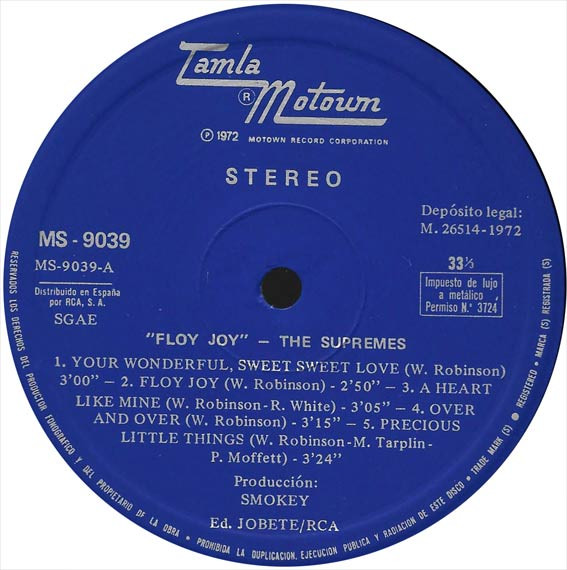 Tamla
® Motown
Ⓟ 1972 MOTOWN RECORD CORPORATION
STEREO
MS - 9039
MS-9039-A
Distribuido en España
por RCA, S. A.
SGAE
Depósito legal:
M. 26514-1972
33⅓
Impuesto de lujo
a metálico
Permiso N.º 3724
"FLOY JOY" — THE SUPREMES
1. YOUR WONDERFUL, SWEET SWEET LOVE (W. Robinson)
3'00" – 2. FLOY JOY (W. Robinson) - 2'50" – 3. A HEART
LIKE MINE (W. Robinson-R. White) - 3'05" – 4. OVER
AND OVER (W. Robinson) - 3'15" – 5. PRECIOUS
LITTLE THINGS (W. Robinson-M. Tarplin-
P. Moffett) - 3'24"
Producción:
SMOKEY
Ed. JOBETE/RCA
RESERVADOS LOS DERECHOS DEL PRODUCTOR FONOGRAFICO Y DEL PROPIETARIO DE LA OBRA • PROHIBIDA LA DUPLICACION, EJECUCION PUBLICA Y RADIACION DE ESTE DISCO • TRADE MARK (S) ● REGISTERED • MARCA (S) REGISTRADA (S)